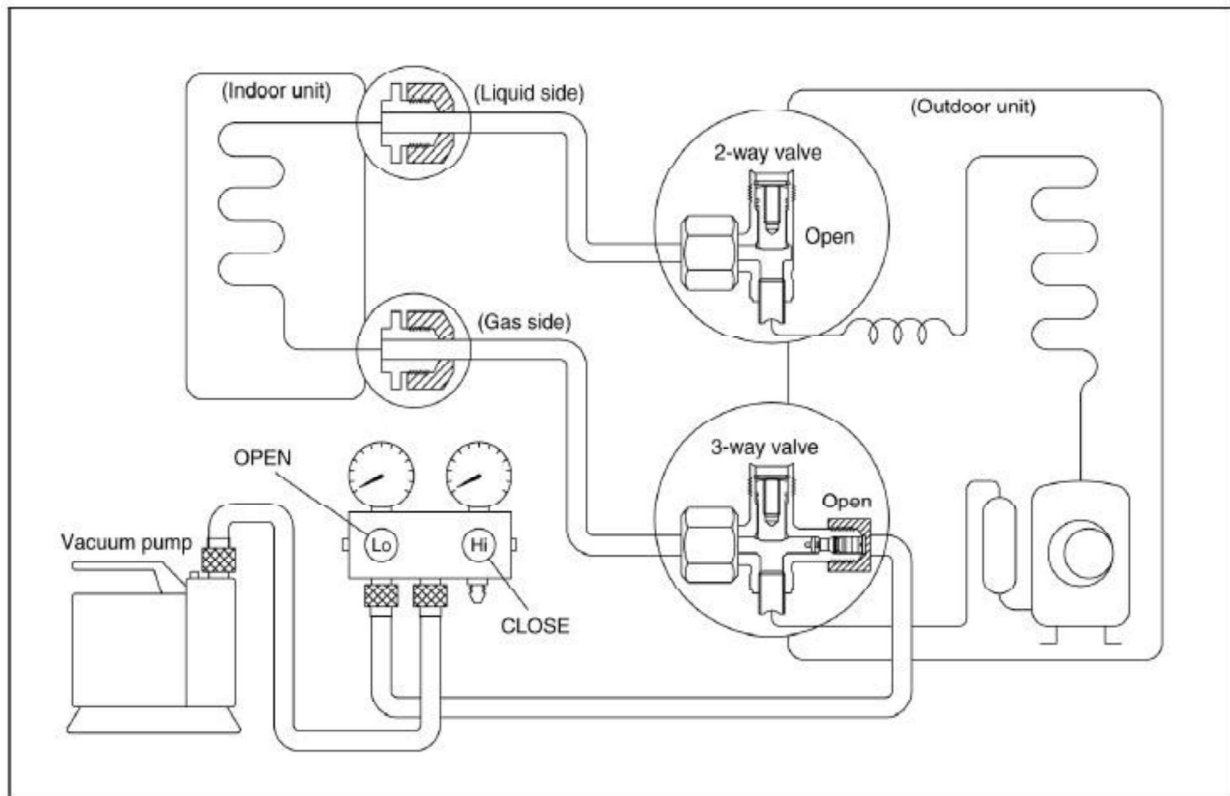 (Indoor unit)
(Liquid side)
(Outdoor unit)
2-way valve
Open
(Gas side)
3-way valve
Open
OPEN
Lo
Hi
Vacuum pump
CLOSE